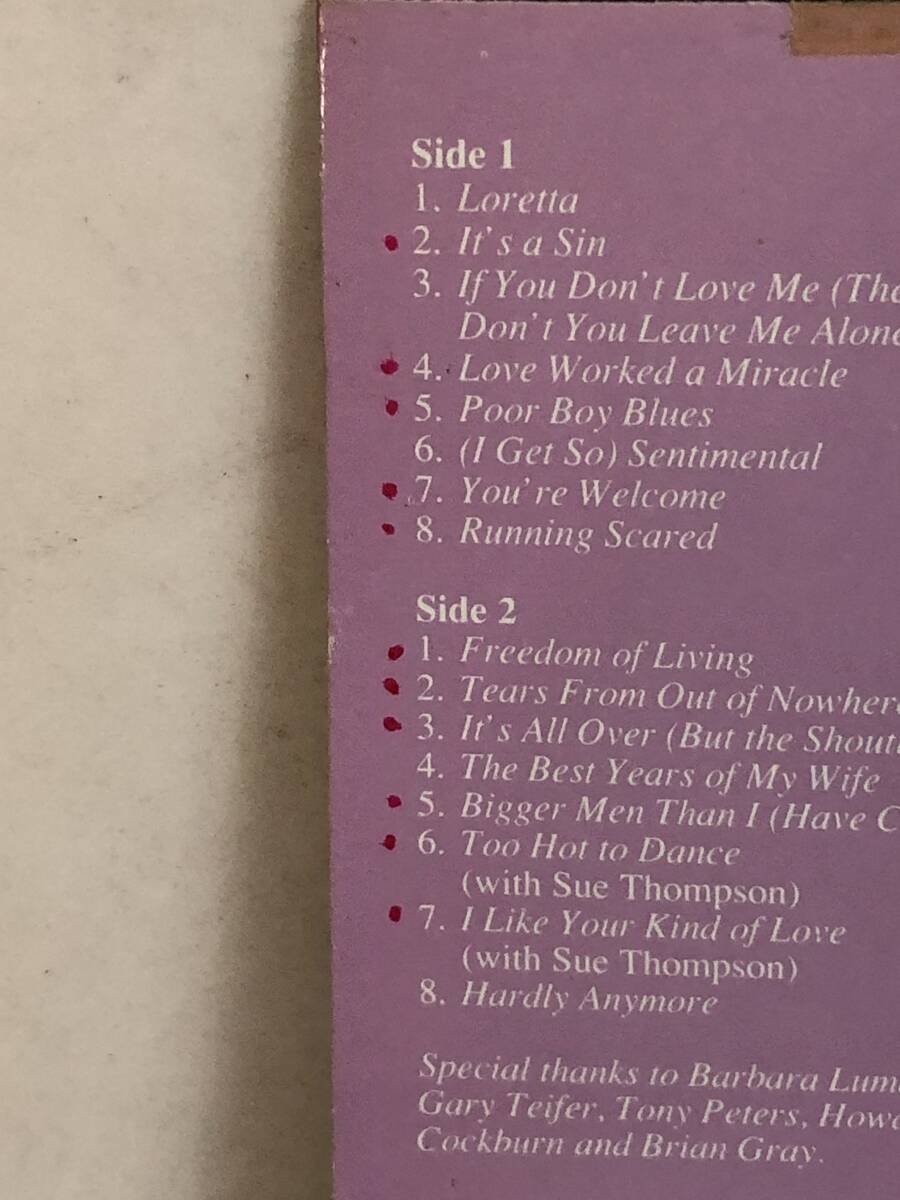 Side 1
1. Loretta
2. It's a Sin
3. If You Don't Love Me (The
Don't You Leave Me Alone
4. Love Worked a Miracle
5. Poor Boy Blues
6. (I Get So) Sentimental
7. You're Welcome
8. Running Scared
Side 2
1. Freedom of Living
2. Tears From Out of Nowher
3. It's All Over (But the Shout
4. The Best Years of My Wife
5. Bigger Men Than I (Have C
6. Too Hot to Dance
(with Sue Thompson)
7. I Like Your Kind of Love
(with Sue Thompson)
8. Hardly Anymore
Special thanks to Barbara Lum
Gary Teifer, Tony Peters, Howa
Cockburn and Brian Gray.